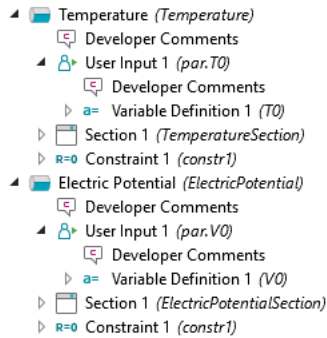 Temperature (Temperature)
c Developer Comments
User Input 1 (par.T0)
c Developer Comments
a= Variable Definition 1 (T0)
Section 1 (TemperatureSection)
R=0 Constraint 1 (constr1)
Electric Potential (ElectricPotential)
c Developer Comments
User Input 1 (par.V0)
c Developer Comments
a= Variable Definition 1 (V0)
Section 1 (ElectricPotentialSection)
R=0 Constraint 1 (constr1)